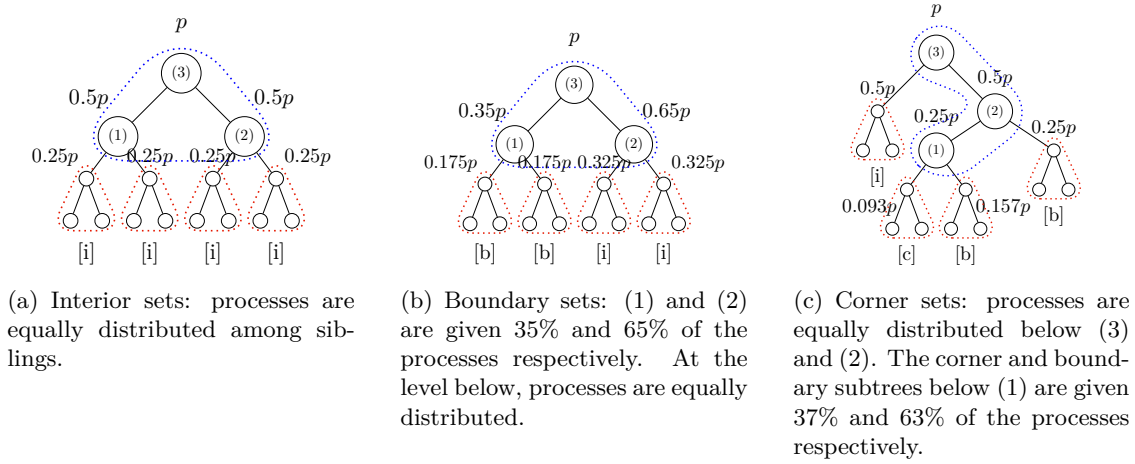 p
(3)
0.5p
0.5p
(1)
(2)
0.25p
0.25p
0.25p
0.25p
[i]
[i]
[i]
[i]
(a) Interior sets: processes are
equally distributed among sib-
lings.
p
(3)
0.35p
0.65p
(1)
(2)
0.175p
0.175p
0.325p
0.325p
[b]
[b]
[i]
[i]
(b) Boundary sets: (1) and (2)
are given 35% and 65% of the
processes respectively. At the
level below, processes are equally
distributed.
p
(3)
0.5p
0.5p
(2)
0.25p
0.25p
(1)
[i]
0.093p
0.157p
[b]
[c]
[b]
(c) Corner sets: processes are
equally distributed below (3)
and (2). The corner and bound-
ary subtrees below (1) are given
37% and 63% of the processes
respectively.